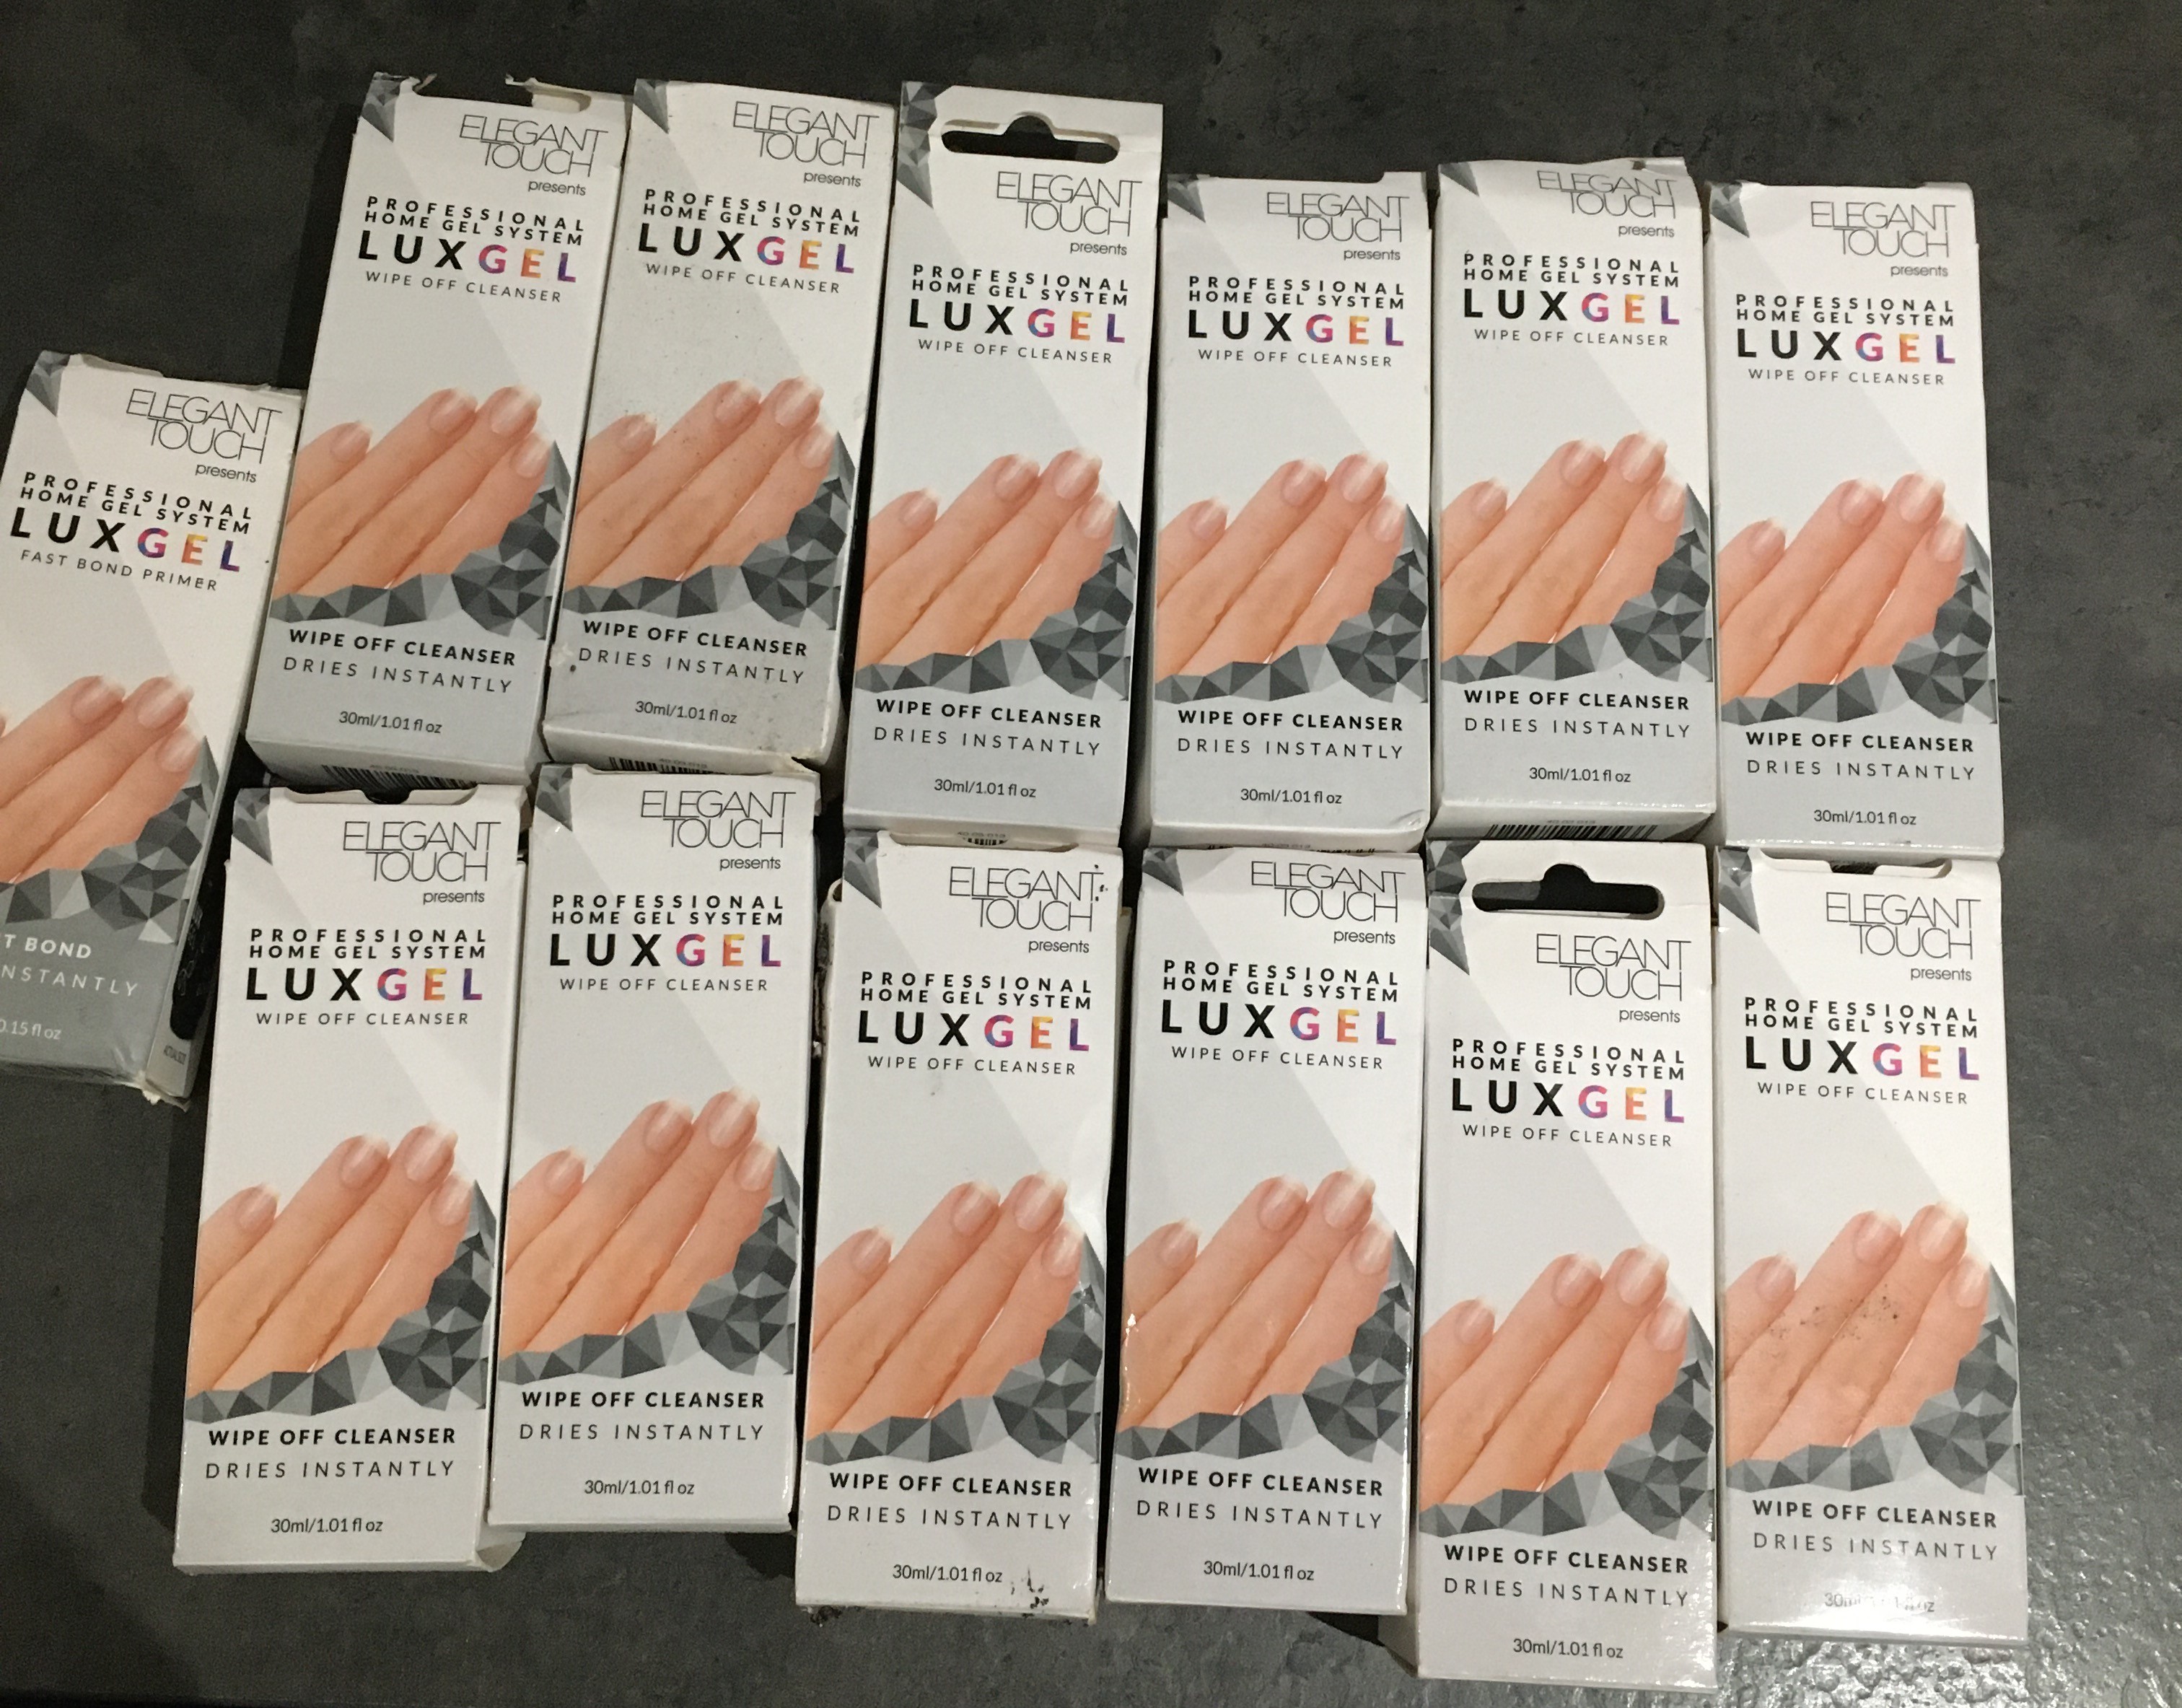 ELEGANT
TOUCH
presents
PROFESSIONAL
HOME GEL SYSTEM
LUXGEL
FAST BOND PRIMER
T BOND
NSTANTLY
0.15 fl oz
ELEGANT
TOUCH
presents
PROFESSIONAL
HOME GEL SYSTEM
LUXGEL
WIPE OFF CLEANSER
WIPE OFF CLEANSER
DRIES INSTANTLY
30ml/1.01 fl oz
ELEGANT
TOUCH
presents
PROFESSIONAL
HOME GEL SYSTEM
LUXGEL
WIPE OFF CLEANSER
WIPE OFF CLEANSER
DRIES INSTANTLY
30ml/1.01 fl oz
ELEGANT
TOUCH
presents
PROFESSIONAL
HOME GEL SYSTEM
LUXGEL
WIPE OFF CLEANSER
WIPE OFF CLEANSER
DRIES INSTANTLY
30ml/1.01 fl oz
ELEGANT
TOUCH
presents
PROFESSIONAL
HOME GEL SYSTEM
LUXGEL
WIPE OFF CLEANSER
WIPE OFF CLEANSER
DRIES INSTANTLY
30ml/1.01 fl oz
ELEGANT
TOUCH
presents
PROFESSIONAL
HOME GEL SYSTEM
LUXGEL
WIPE OFF CLEANSER
WIPE OFF CLEANSER
DRIES INSTANTLY
30ml/1.01 fl oz
ELEGANT
TOUCH
presents
PROFESSIONAL
HOME GEL SYSTEM
LUXGEL
WIPE OFF CLEANSER
WIPE OFF CLEANSER
DRIES INSTANTLY
30ml/1.01 fl oz
ELEGANT
TOUCH
presents
PROFESSIONAL
HOME GEL SYSTEM
LUXGEL
WIPE OFF CLEANSER
WIPE OFF CLEANSER
DRIES INSTANTLY
30ml/1.01 fl oz
ELEGANT
TOUCH
presents
PROFESSIONAL
HOME GEL SYSTEM
LUXGEL
WIPE OFF CLEANSER
WIPE OFF CLEANSER
DRIES INSTANTLY
30ml/1.01 fl oz
ELEGANT
TOUCH
presents
PROFESSIONAL
HOME GEL SYSTEM
LUXGEL
WIPE OFF CLEANSER
WIPE OFF CLEANSER
DRIES INSTANTLY
30ml/1.01 fl oz
ELEGANT
TOUCH
presents
PROFESSIONAL
HOME GEL SYSTEM
LUXGEL
WIPE OFF CLEANSER
WIPE OFF CLEANSER
DRIES INSTANTLY
30ml/1.01 fl oz
ELEGANT
TOUCH
presents
PROFESSIONAL
HOME GEL SYSTEM
LUXGEL
WIPE OFF CLEANSER
WIPE OFF CLEANSER
DRIES INSTANTLY
30ml/1.01 fl oz
ELEGANT
TOUCH
presents
PROFESSIONAL
HOME GEL SYSTEM
LUXGEL
WIPE OFF CLEANSER
WIPE OFF CLEANSER
DRIES INSTANTLY